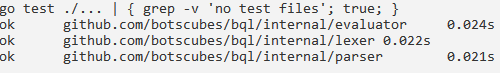 go test ./... | { grep -v 'no test files'; true; }
ok      github.com/botscubes/bql/internal/evaluator     0.024s
ok      github.com/botscubes/bql/internal/lexer 0.022s
ok      github.com/botscubes/bql/internal/parser        0.021s